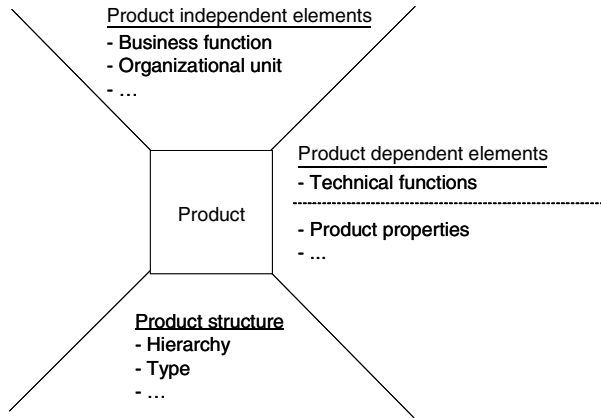 Product independent elements
- Business function
- Organizational unit
- ...
Product dependent elements
- Technical functions
- Product properties
- ...
Product
Product structure
- Hierarchy
- Type
- ...